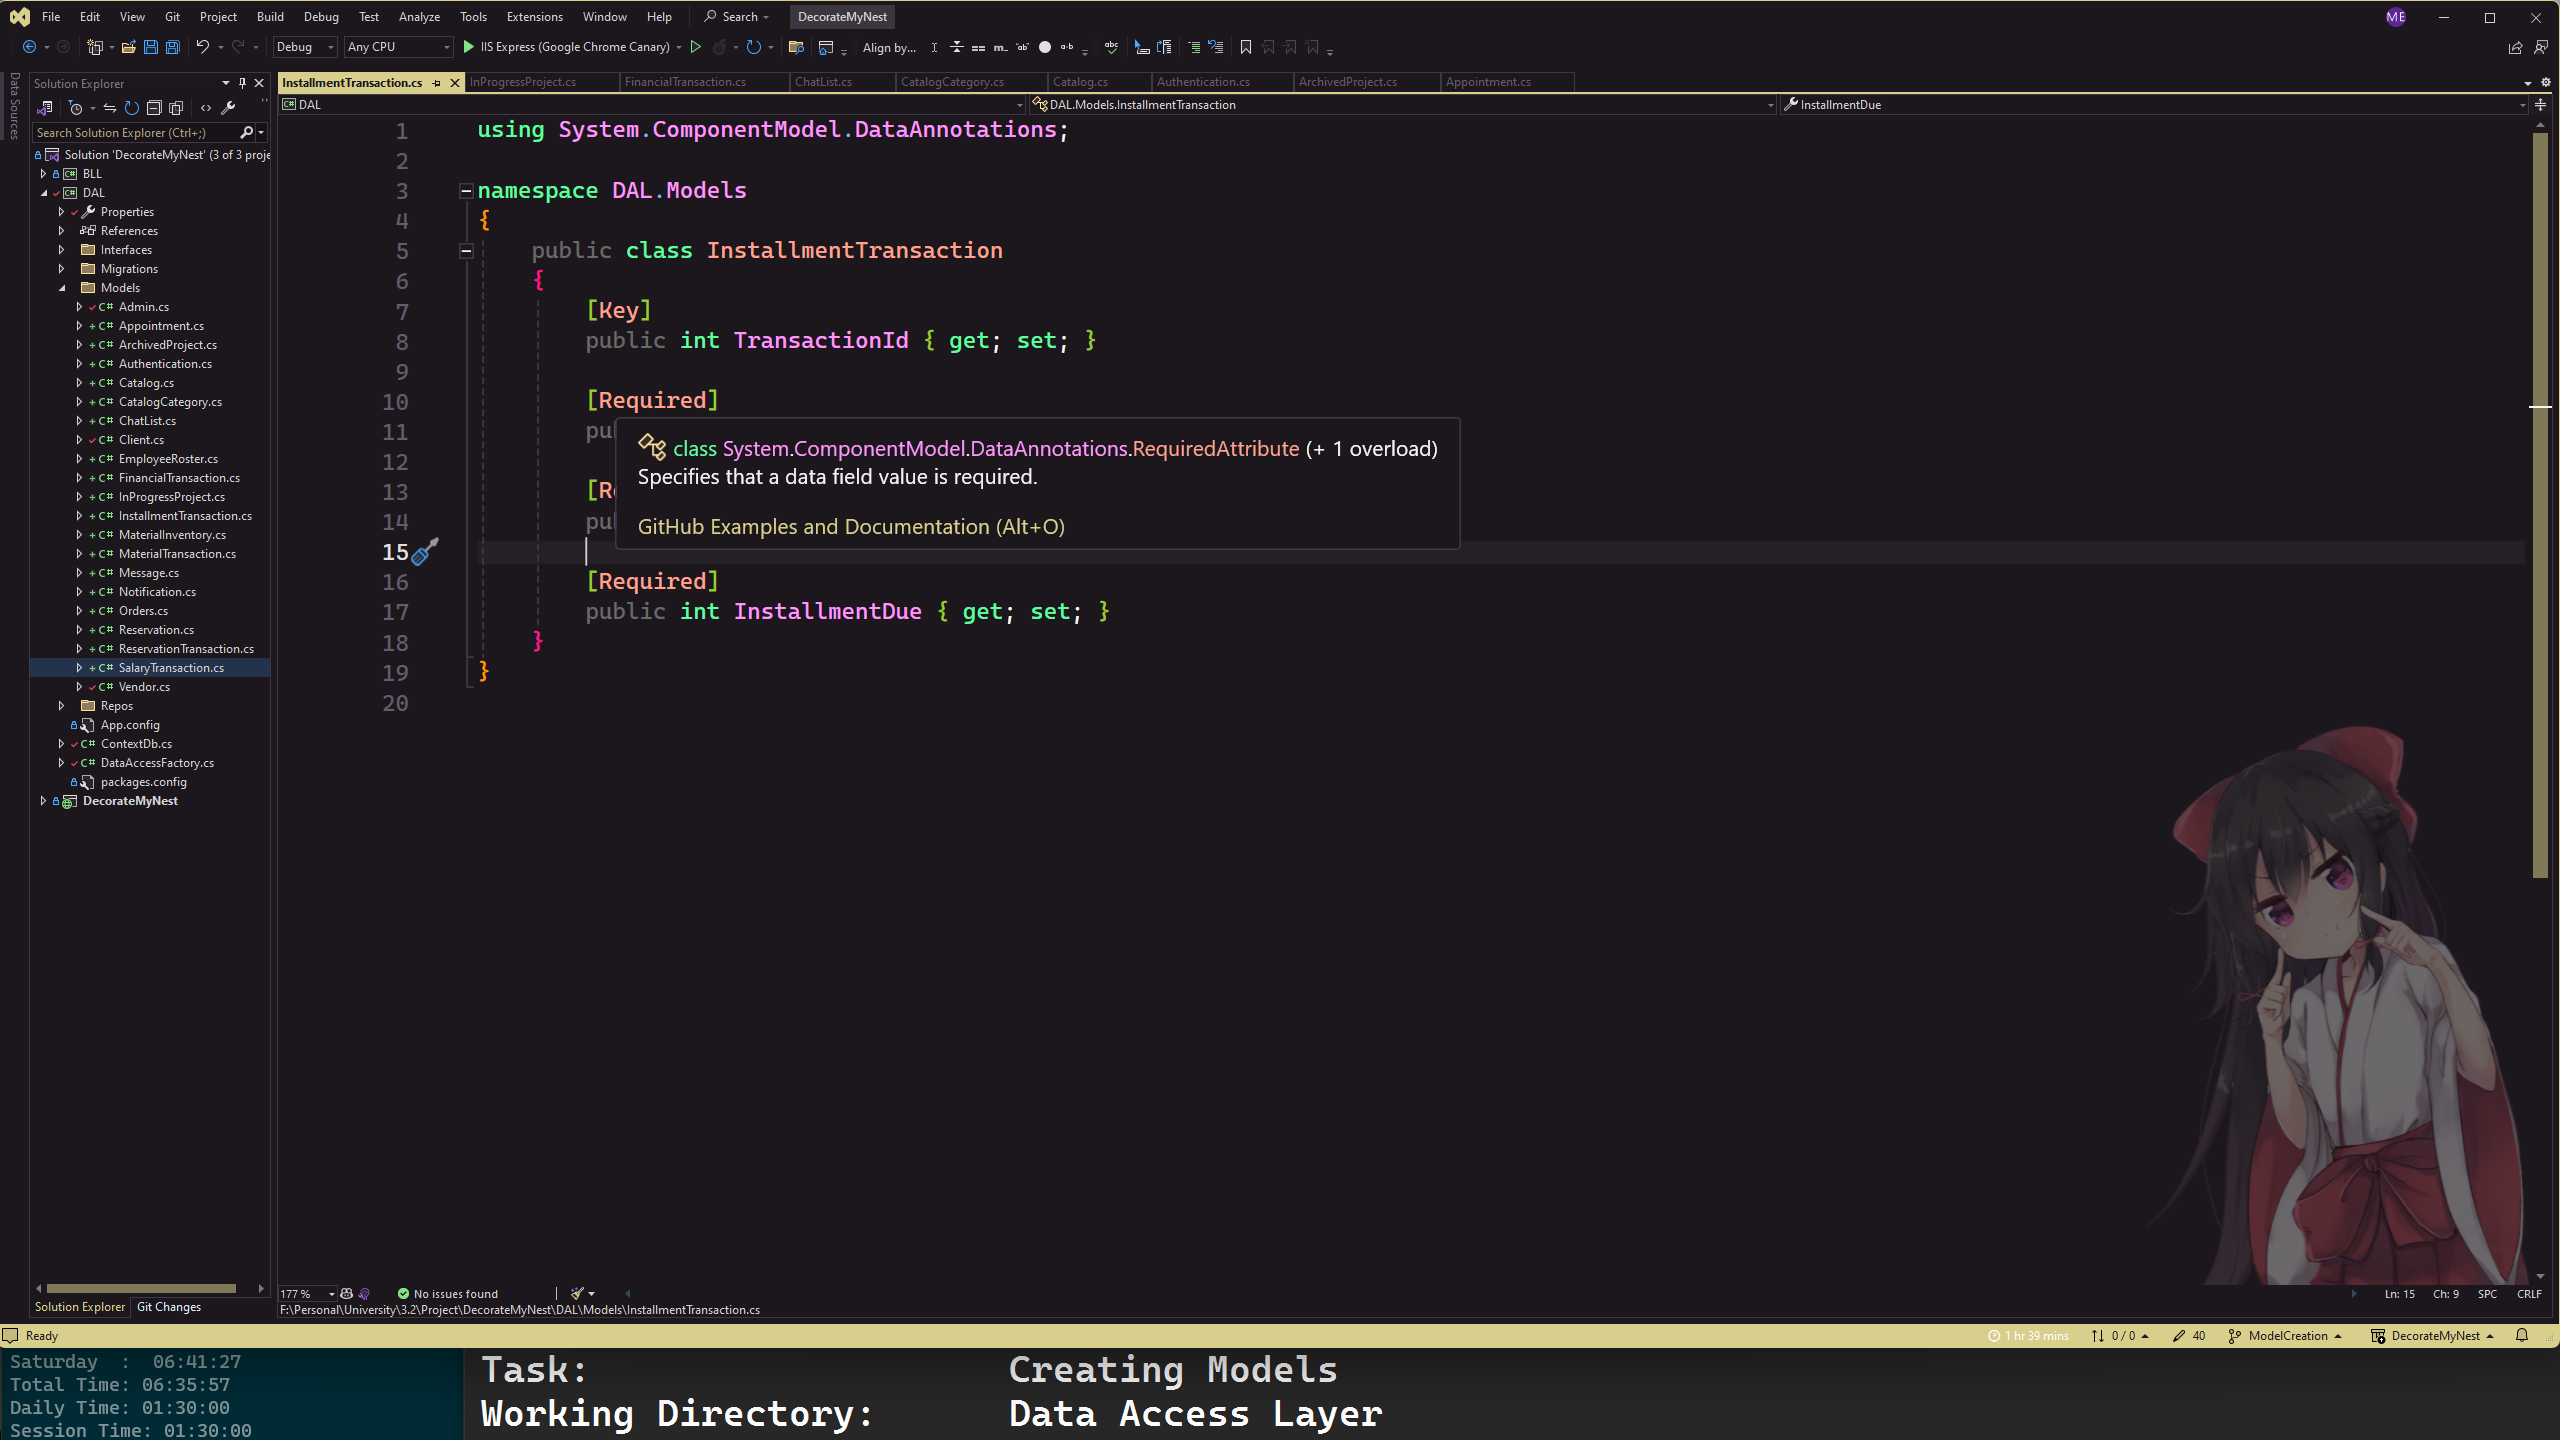 File Edit View Git Project Build Debug Test Analyze Tools Extensions Window Help Search DecorateMyNest ME
Debug Any CPU IIS Express (Google Chrome Canary) Align by...
Data Sources
Solution Explorer
Search Solution Explorer (Ctrl+;)
Solution 'DecorateMyNest' (3 of 3 proje
BLL
DAL
Properties
References
Interfaces
Migrations
Models
C# Admin.cs
C# Appointment.cs
C# ArchivedProject.cs
C# Authentication.cs
C# Catalog.cs
C# CatalogCategory.cs
C# ChatList.cs
C# Client.cs
C# EmployeeRoster.cs
C# FinancialTransaction.cs
C# InProgressProject.cs
C# InstallmentTransaction.cs
C# MaterialInventory.cs
C# MaterialTransaction.cs
C# Message.cs
C# Notification.cs
C# Orders.cs
C# Reservation.cs
C# ReservationTransaction.cs
C# SalaryTransaction.cs
C# Vendor.cs
Repos
App.config
C# ContextDb.cs
C# DataAccessFactory.cs
packages.config
DecorateMyNest
Solution Explorer Git Changes
InstallmentTransaction.cs InProgressProject.cs FinancialTransaction.cs ChatList.cs CatalogCategory.cs Catalog.cs Authentication.cs ArchivedProject.cs Appointment.cs
DAL DAL.Models.InstallmentTransaction InstallmentDue
1 using System.ComponentModel.DataAnnotations;
2
3 namespace DAL.Models
4 {
5 public class InstallmentTransaction
6 {
7 [Key]
8 public int TransactionId { get; set; }
9
10 [Required]
11 pu
class System.ComponentModel.DataAnnotations.RequiredAttribute (+ 1 overload)
12
Specifies that a data field value is required.
13 [R
14 pu
GitHub Examples and Documentation (Alt+O)
15
16 [Required]
17 public int InstallmentDue { get; set; }
18 }
19 }
20
177 % No issues found Ln: 15 Ch: 9 SPC CRLF
F:\Personal\University\3.2\Project\DecorateMyNest\DAL\Models\InstallmentTransaction.cs
Ready 1 hr 39 mins 0 / 0 40 ModelCreation DecorateMyNest
Saturday : 06:41:27
Total Time: 06:35:57
Daily Time: 01:30:00
Session Time: 01:30:00
Task: Creating Models
Working Directory: Data Access Layer